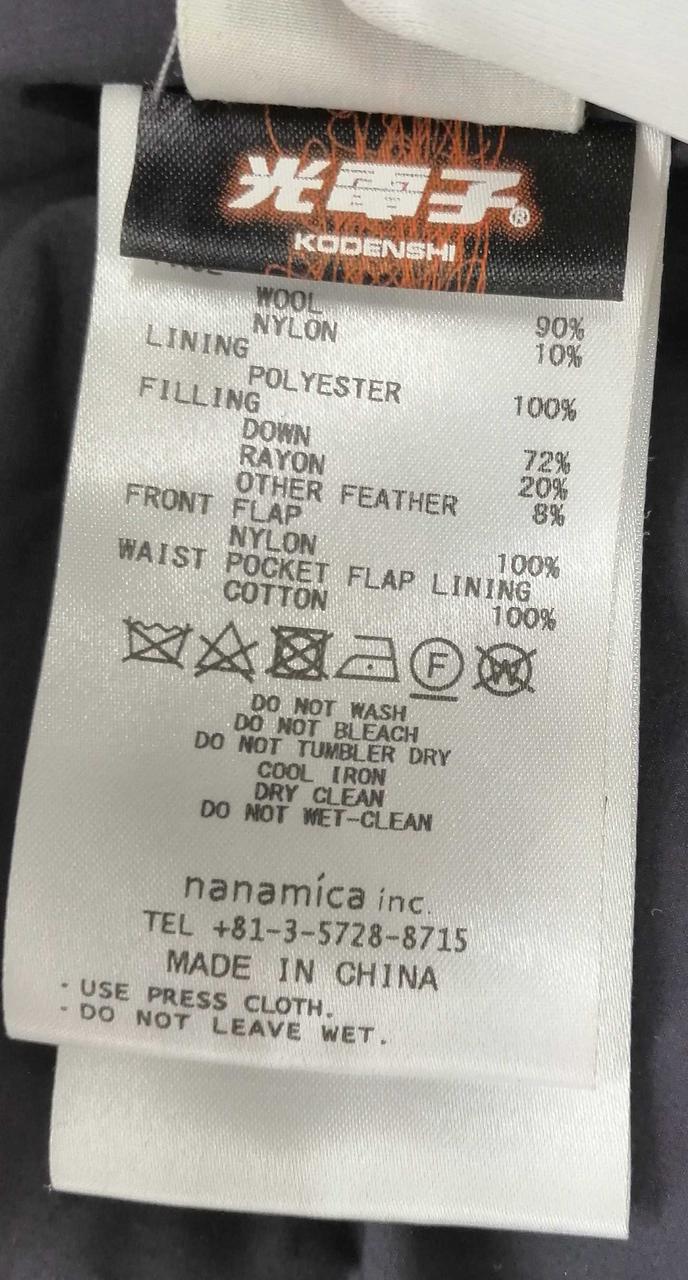 光電子®
KODENSHI
WOOL
NYLON 90%
LINING 10%
POLYESTER
FILLING 100%
DOWN
RAYON 72%
OTHER FEATHER 20%
FRONT FLAP 8%
NYLON
WAIST POCKET FLAP LINING 100%
COTTON 100%
F
W
DO NOT WASH
DO NOT BLEACH
DO NOT TUMBLER DRY
COOL IRON
DRY CLEAN
DO NOT WET-CLEAN
nanamíca inc.
TEL +81-3-5728-8715
MADE IN CHINA
・USE PRESS CLOTH.
・DO NOT LEAVE WET.